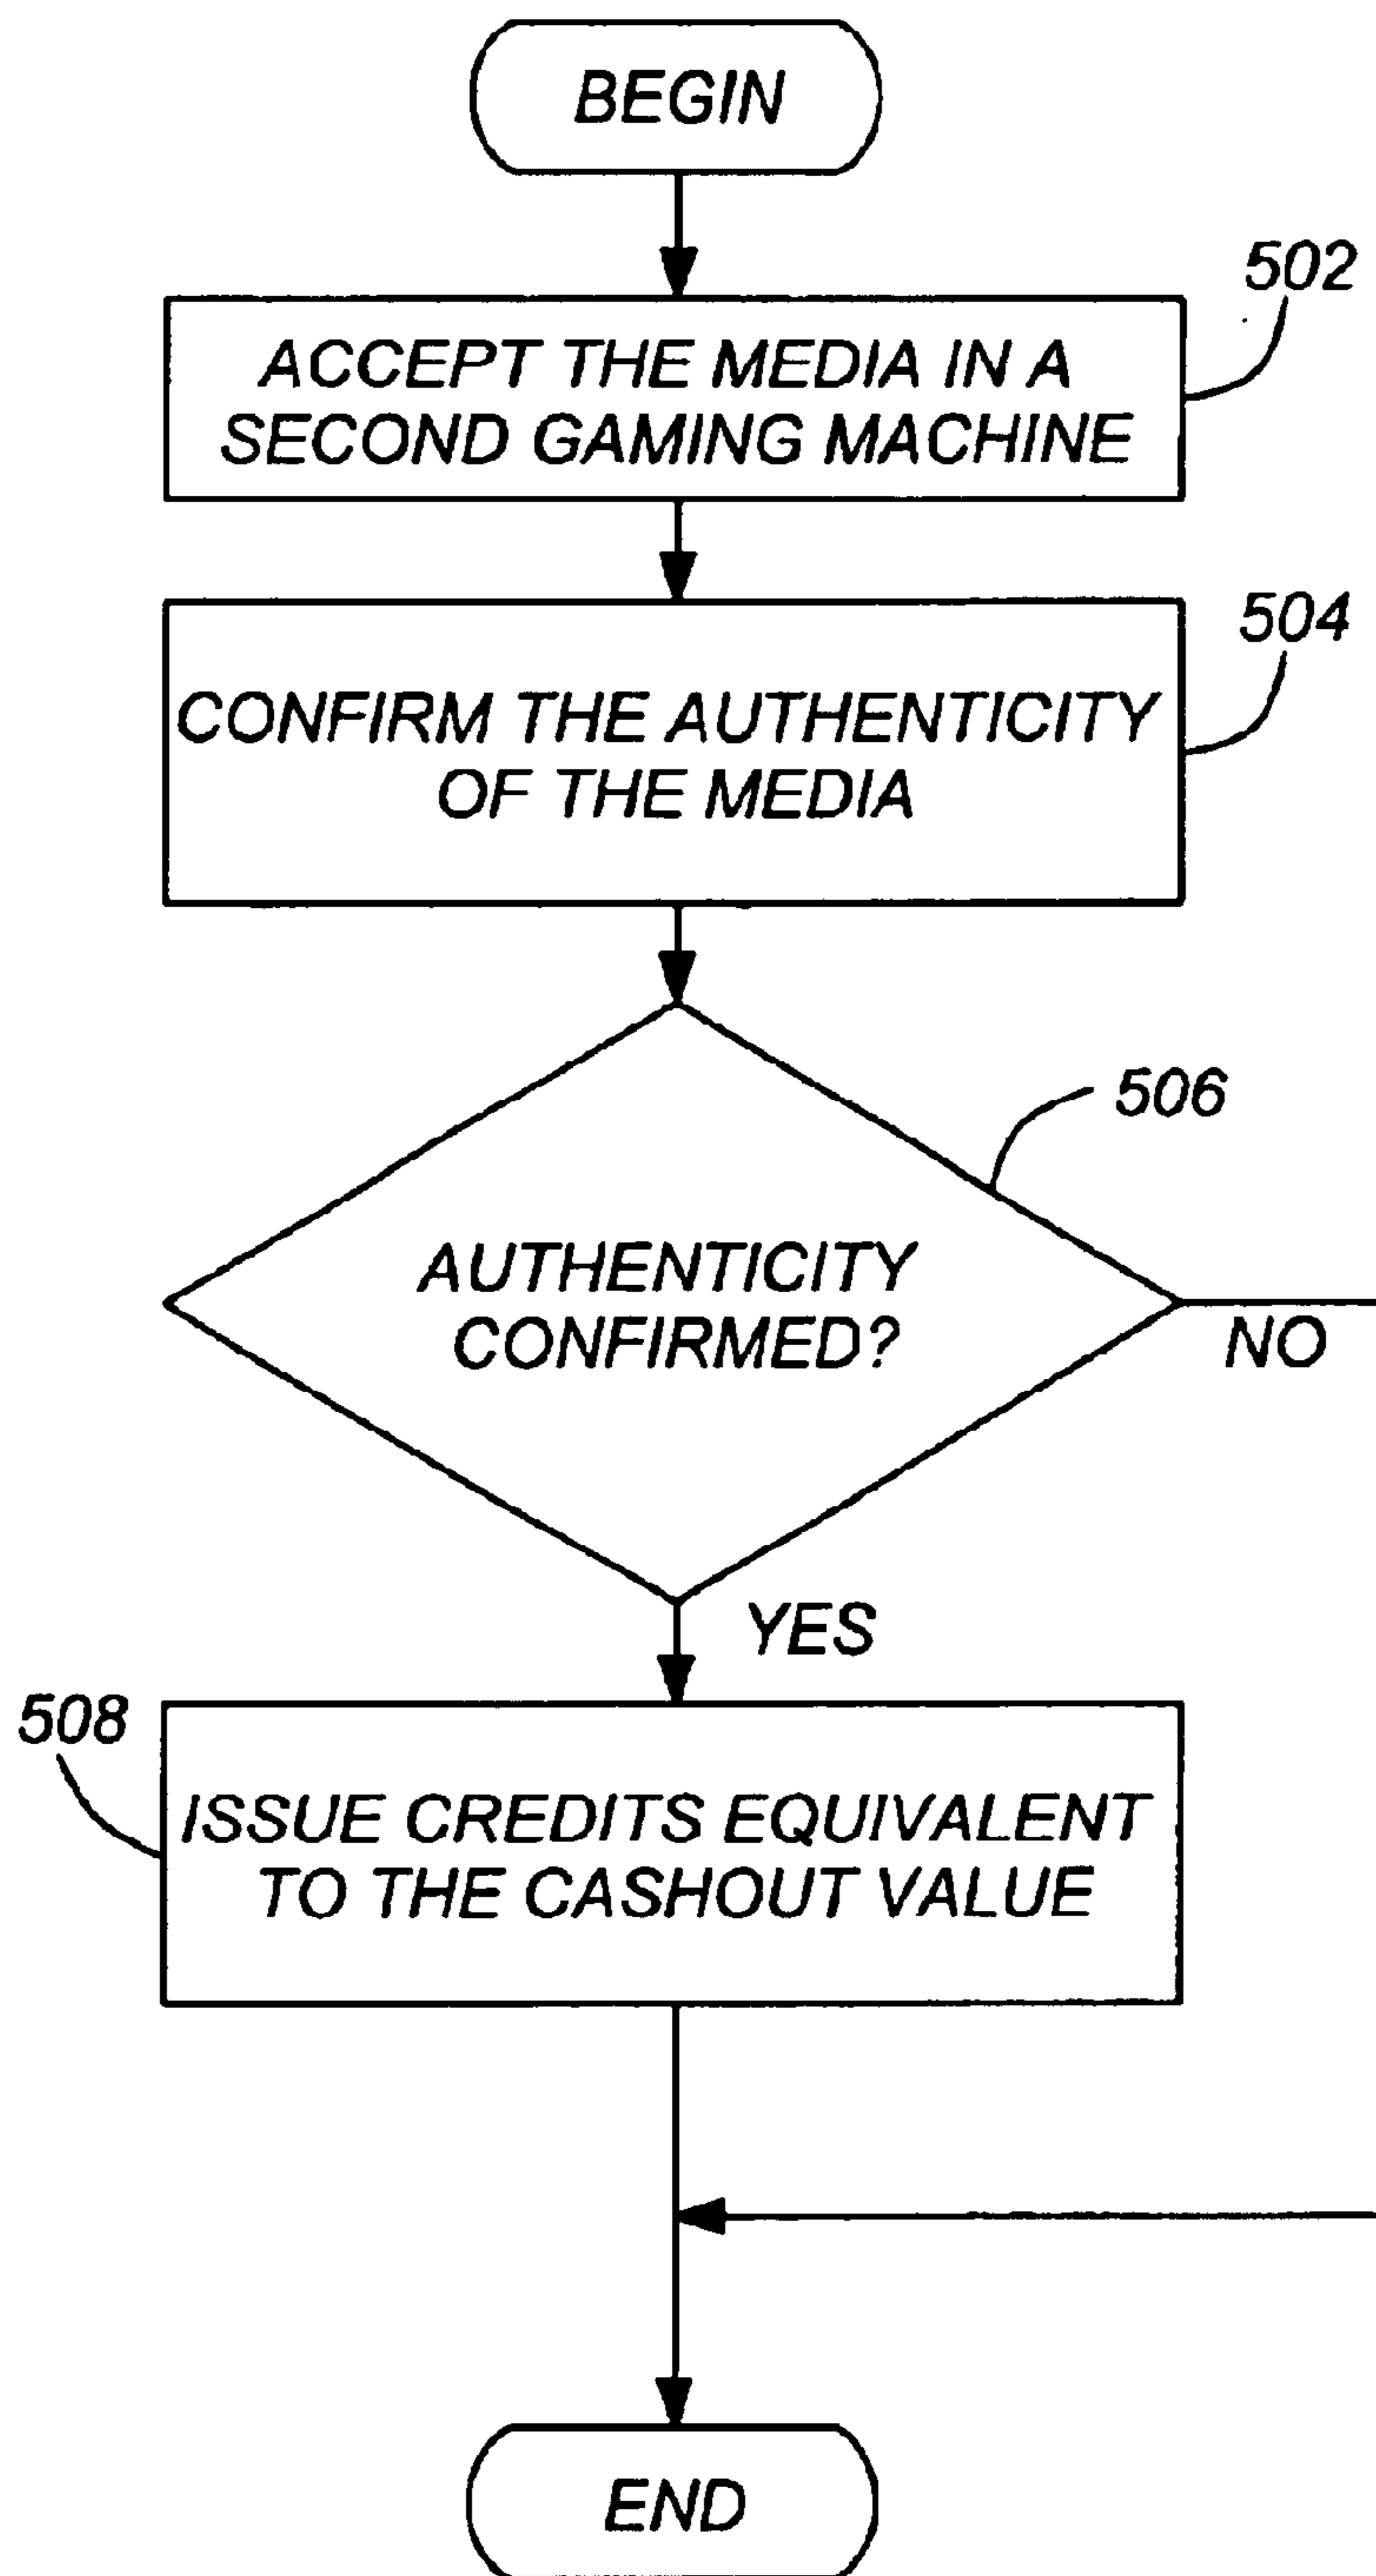 BEGIN
502
ACCEPT THE MEDIA IN A
SECOND GAMING MACHINE
504
CONFIRM THE AUTHENTICITY
OF THE MEDIA
506
AUTHENTICITY
CONFIRMED?
NO
YES
508
ISSUE CREDITS EQUIVALENT
TO THE CASHOUT VALUE
END